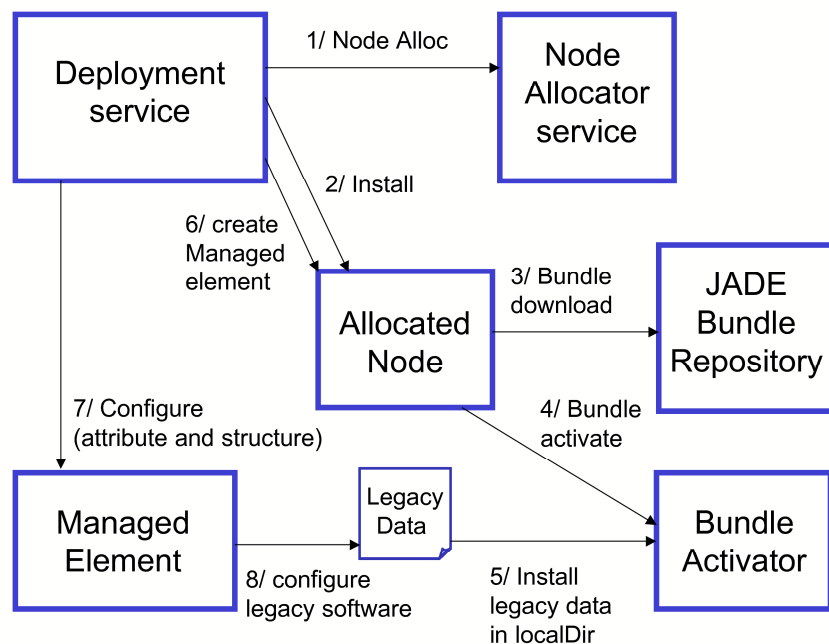 Deployment
service
1/ Node Alloc
Node
Allocator
service
2/ Install
6/ create
Managed
element
Allocated
Node
3/ Bundle
download
JADE
Bundle
Repository
7/ Configure
(attribute and structure)
4/ Bundle
activate
Managed
Element
Legacy
Data
Bundle
Activator
8/ configure
legacy software
5/ Install
legacy data
in localDir